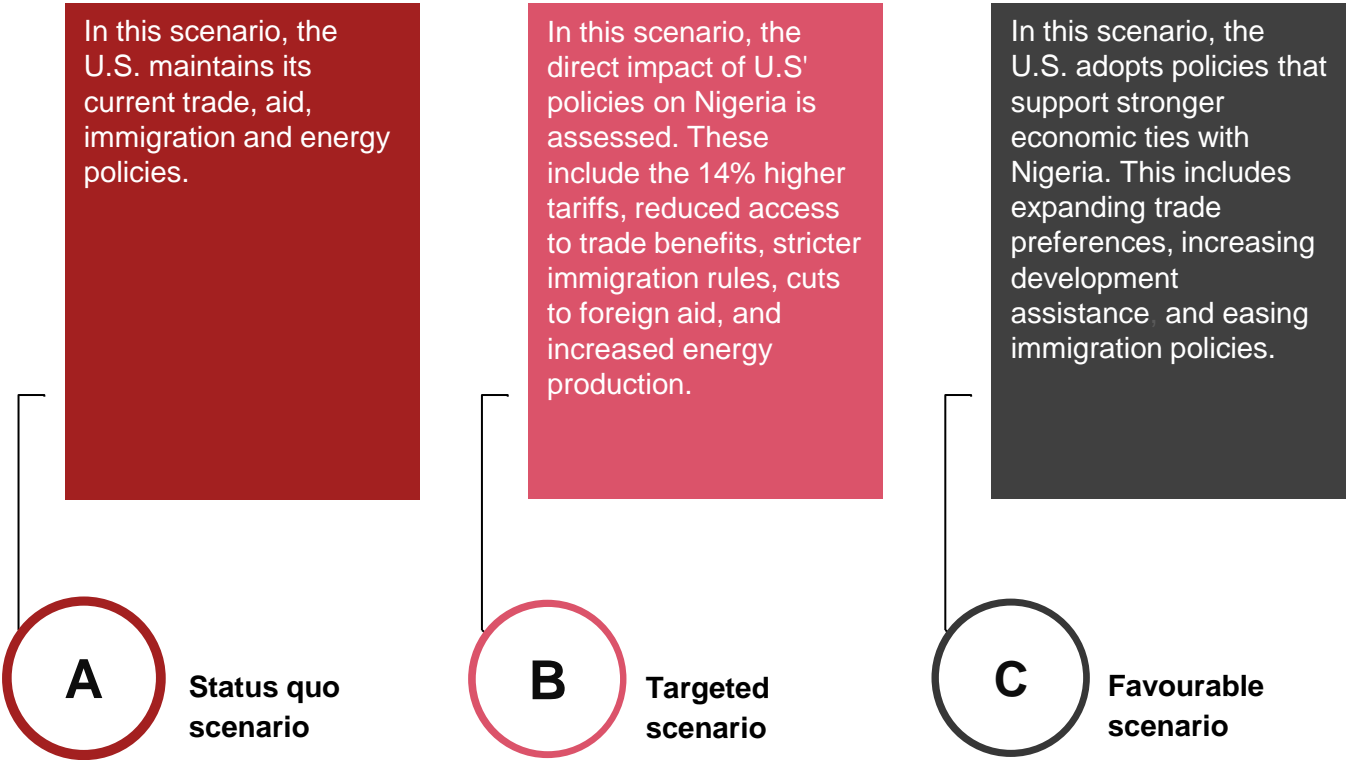 In this scenario, the
U.S. maintains its
current trade, aid,
immigration and energy
policies.
A
Status quo
scenario
In this scenario, the
direct impact of U.S'
policies on Nigeria is
assessed. These
include the 14% higher
tariffs, reduced access
to trade benefits, stricter
immigration rules, cuts
to foreign aid, and
increased energy
production.
B
Targeted
scenario
In this scenario, the
U.S. adopts policies that
support stronger
economic ties with
Nigeria. This includes
expanding trade
preferences, increasing
development
assistance, and easing
immigration policies.
C
Favourable
scenario